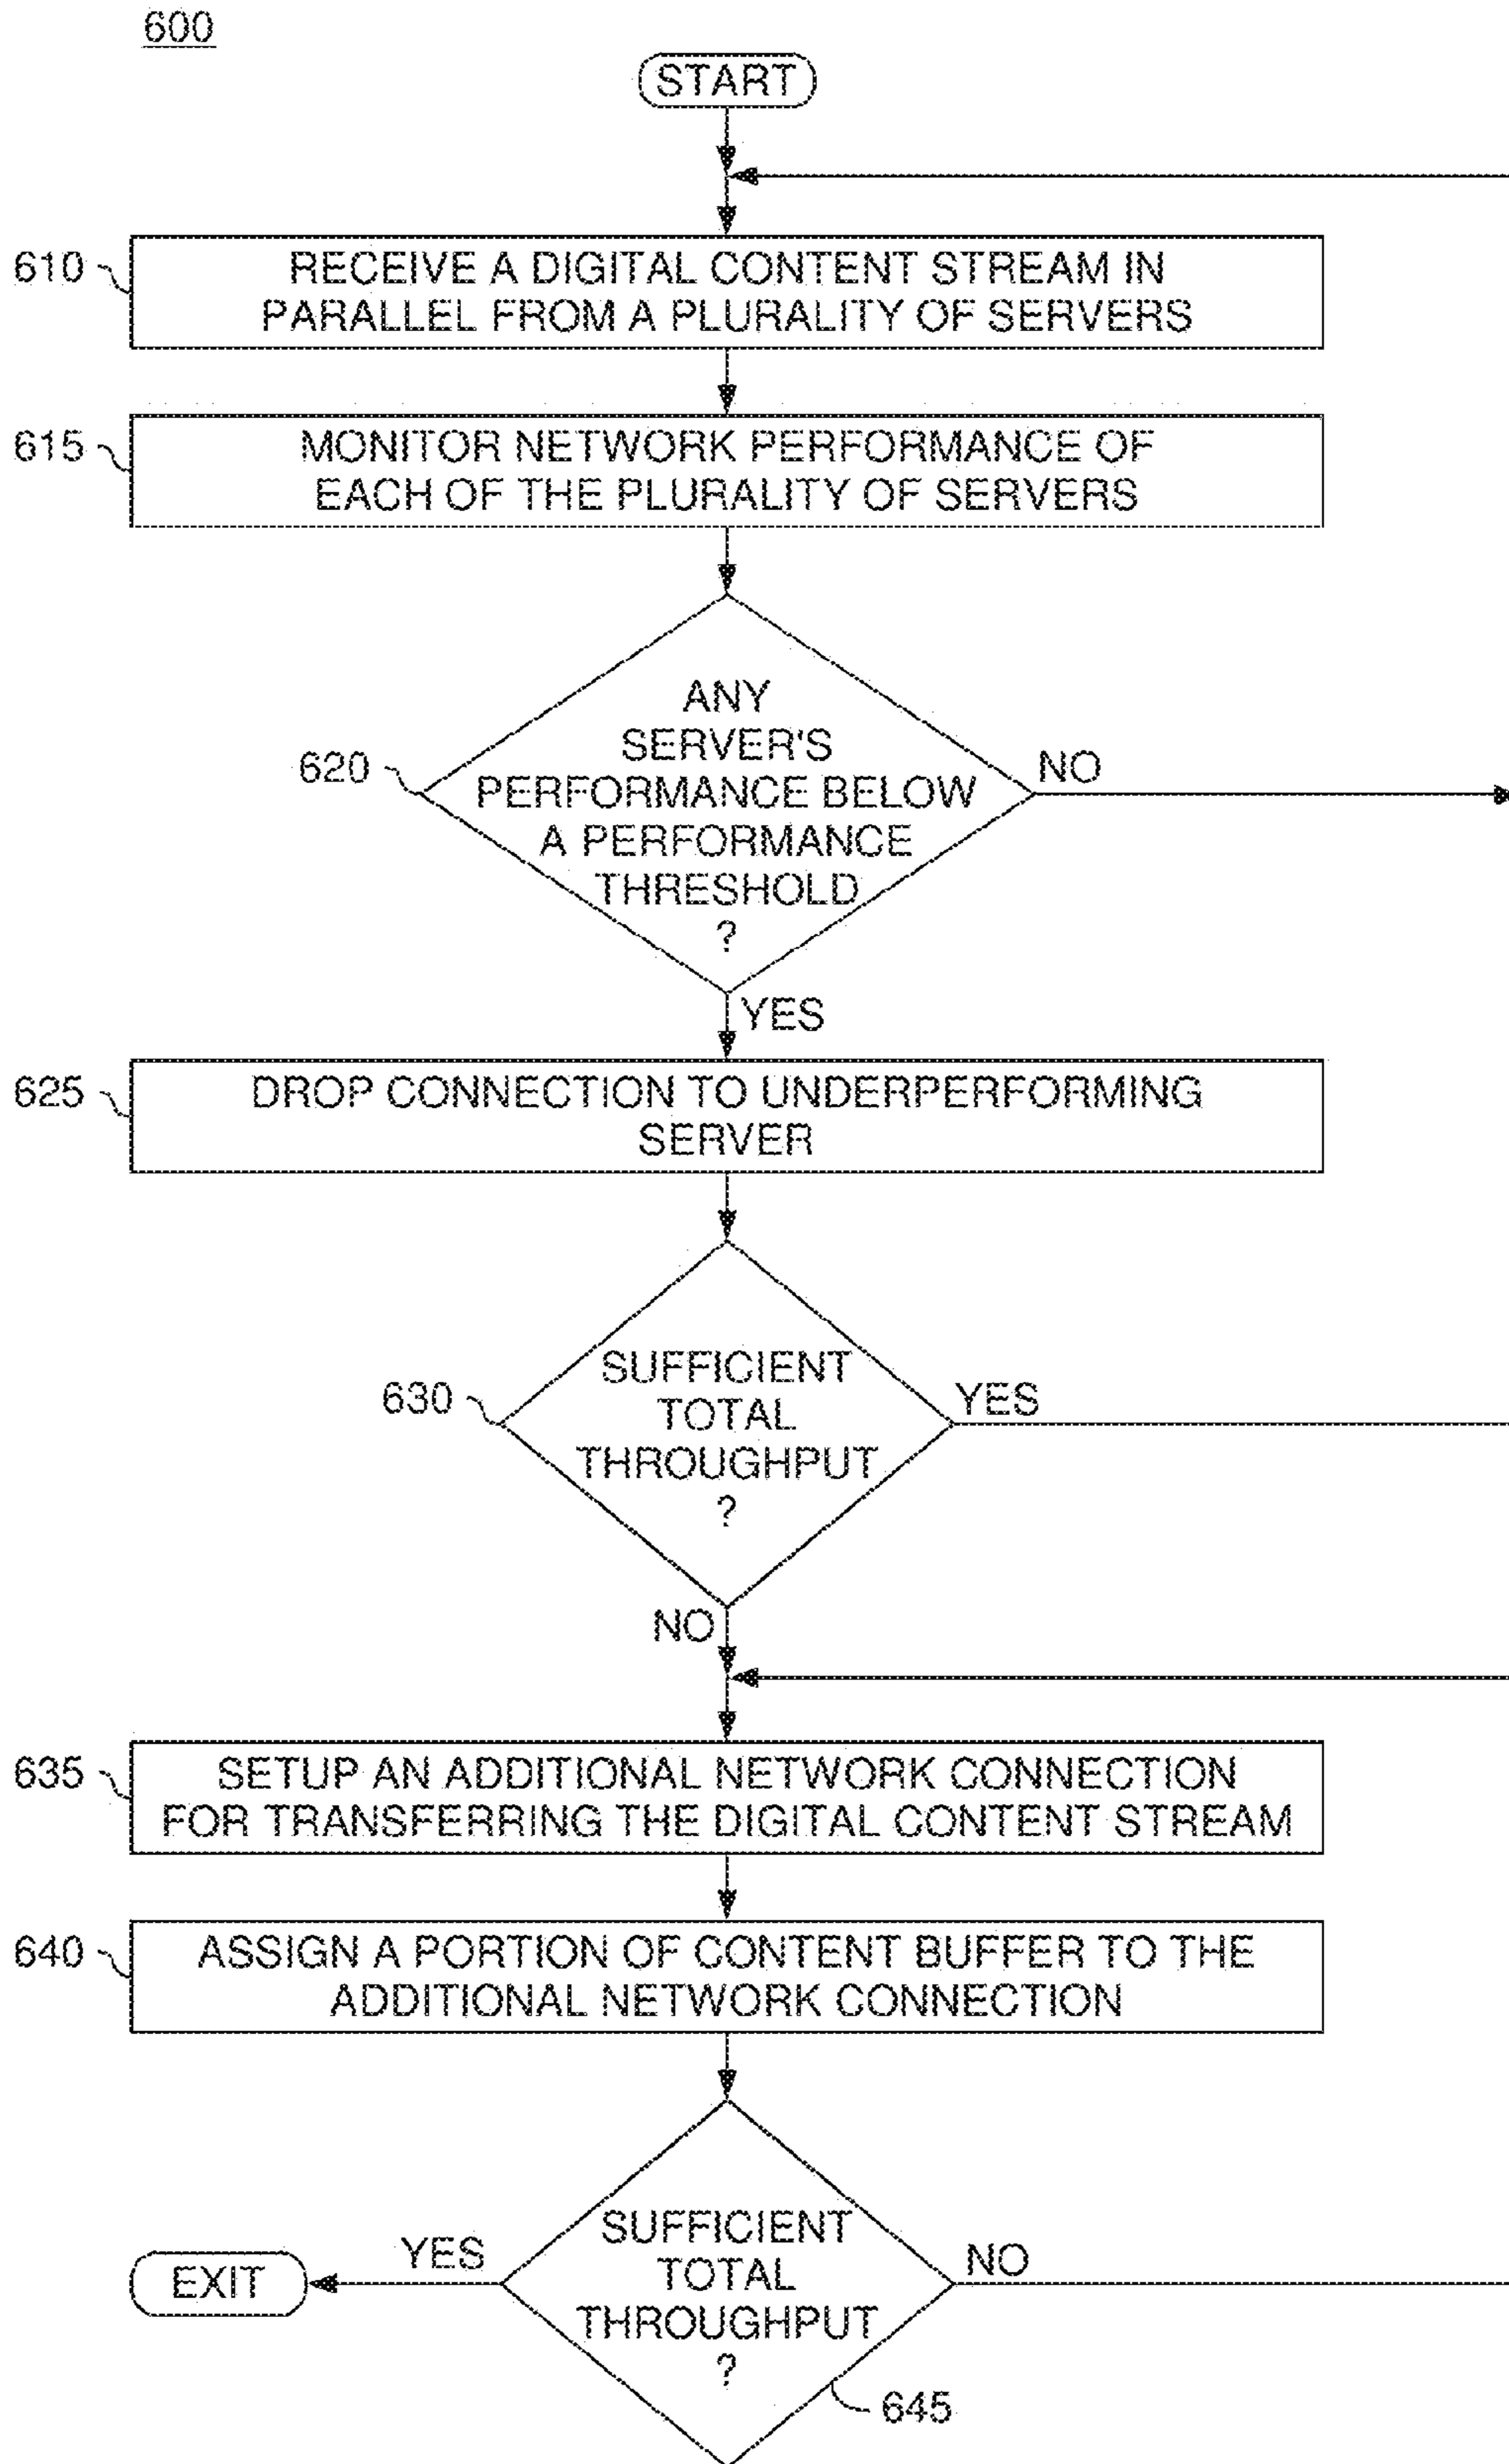 600
START
610
RECEIVE A DIGITAL CONTENT STREAM IN
PARALLEL FROM A PLURALITY OF SERVERS
615
MONITOR NETWORK PERFORMANCE OF
EACH OF THE PLURALITY OF SERVERS
620
ANY
SERVER'S
PERFORMANCE BELOW
A PERFORMANCE
THRESHOLD
?
NO
YES
625
DROP CONNECTION TO UNDERPERFORMING
SERVER
630
SUFFICIENT
TOTAL
THROUGHPUT
?
YES
NO
635
SETUP AN ADDITIONAL NETWORK CONNECTION
FOR TRANSFERRING THE DIGITAL CONTENT STREAM
640
ASSIGN A PORTION OF CONTENT BUFFER TO THE
ADDITIONAL NETWORK CONNECTION
EXIT
YES
SUFFICIENT
TOTAL
THROUGHPUT
?
NO
645